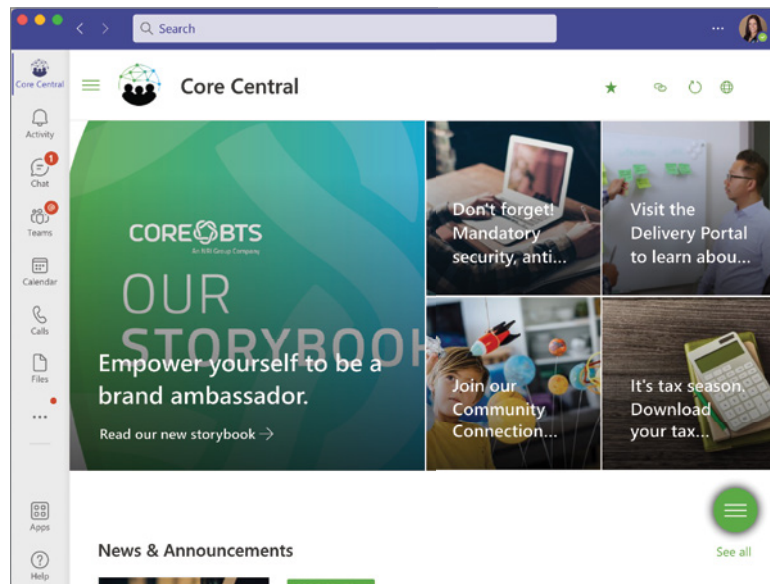 Search
Core Central
Activity
1
Chat
@
Teams
Calendar
Calls
Files
Apps
Help
Core Central
CORE BTS
An NRI Group Company
OUR
STORYBOOK
Empower yourself to be a
brand ambassador.
Read our new storybook →
Don't forget!
Mandatory
security, anti...
Visit the
Delivery Portal
to learn abou...
Join our
Community
Connection...
It's tax season.
Download
your tax...
News & Announcements
See all